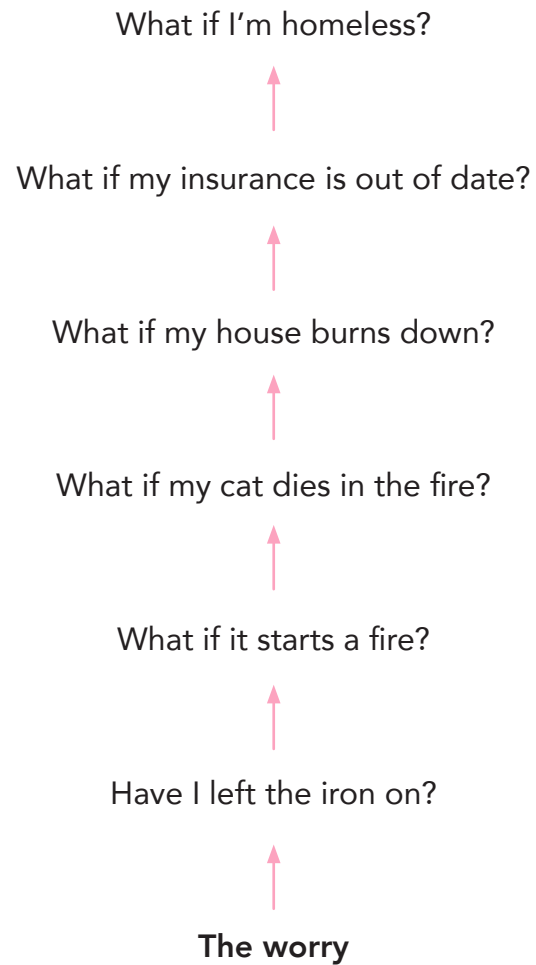 What if I’m homeless?
What if my insurance is out of date?
What if my house burns down?
What if my cat dies in the fire?
What if it starts a fire?
Have I left the iron on?
The worry